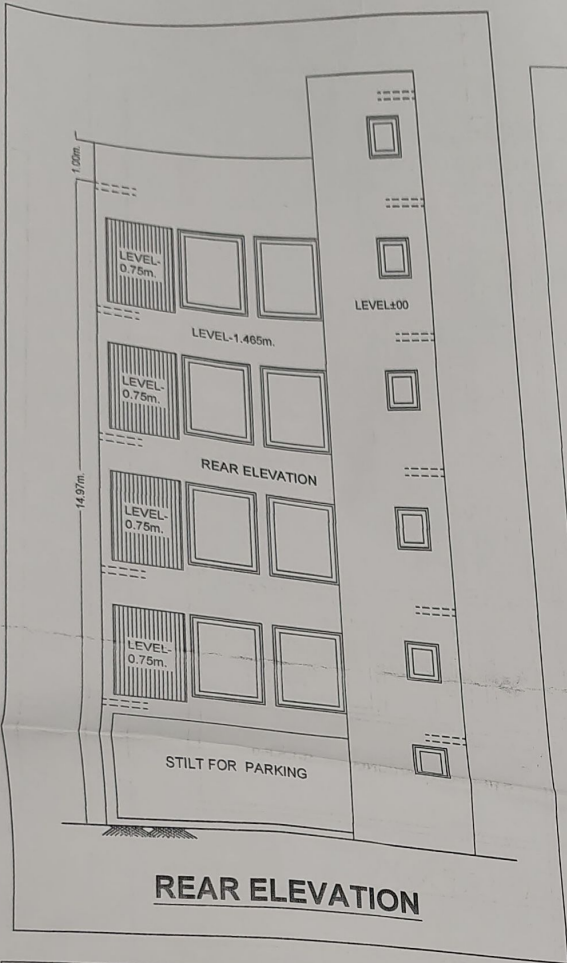 1.00m.
LEVEL-
0.75m.
LEVEL±00
LEVEL-1.465m.
LEVEL-
0.75m.
REAR ELEVATION
14.97m.
LEVEL-
0.75m.
LEVEL-
0.75m.
STILT FOR PARKING
REAR ELEVATION